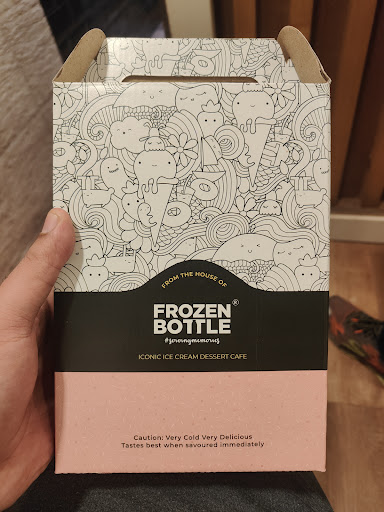 FROM THE HOUSE OF
FROZEN®
BOTTLE
#servingmemories
ICONIC ICE CREAM DESSERT CAFE
Caution: Very Cold Very Delicious
Tastes best when savoured immediately